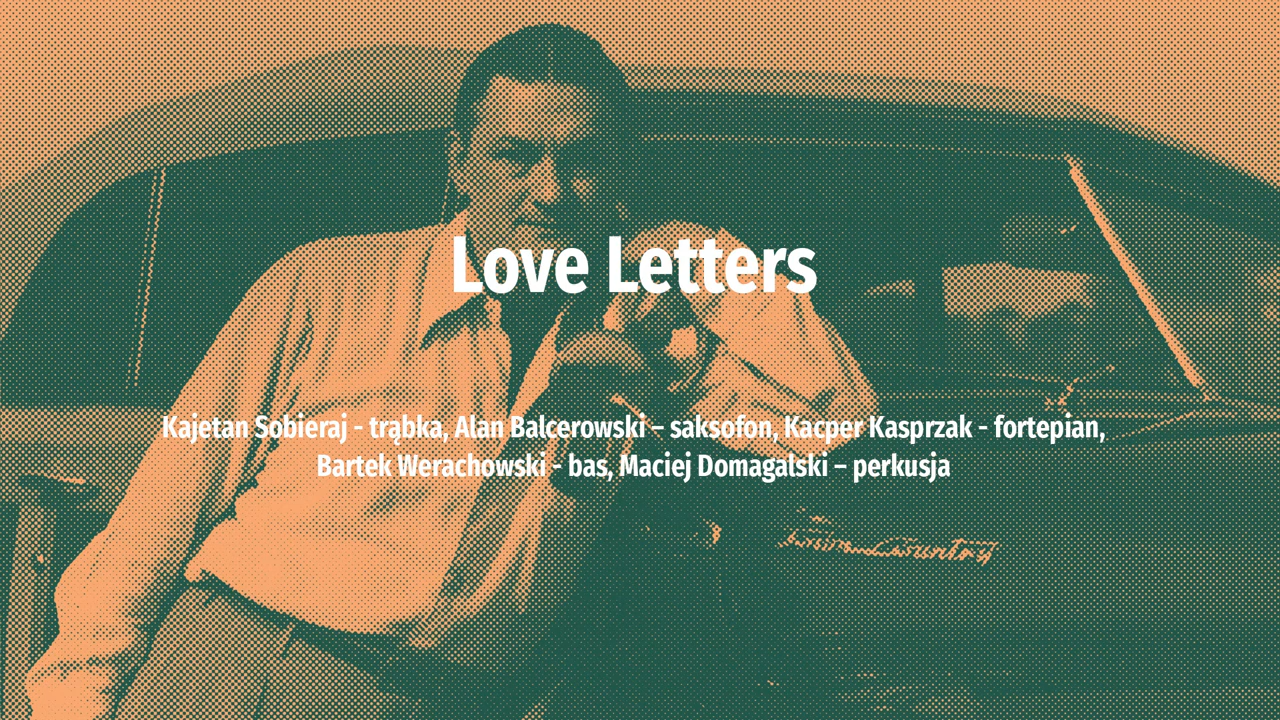 Love Letters
Kajetan Sobieraj - trąbka, Alan Balcerowski – saksofon, Kacper Kasprzak - fortepian,
Bartek Werachowski - bas, Maciej Domagalski – perkusja